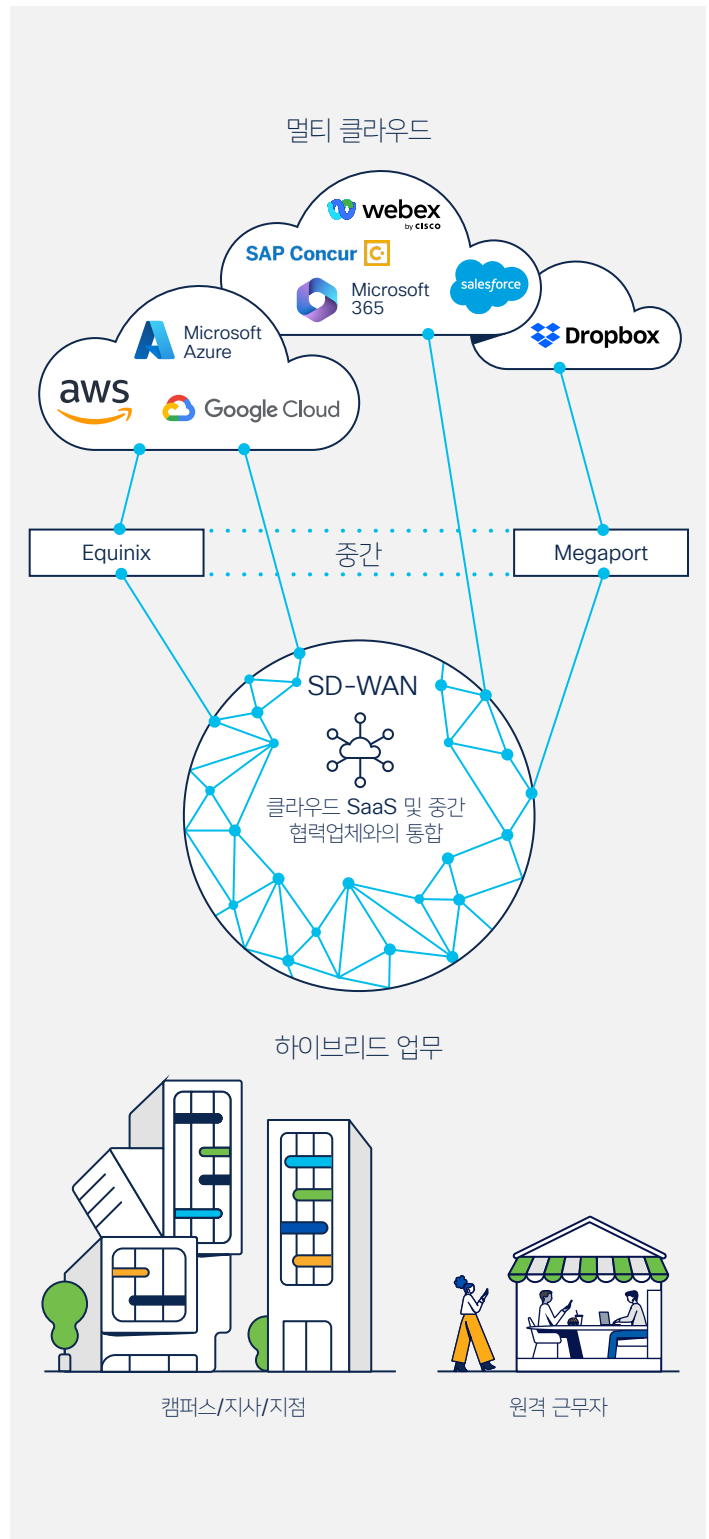 멀티 클라우드
webex
by CISCO
SAP Concur C
Microsoft
365
salesforce
Dropbox
Microsoft
Azure
aws
Google Cloud
Equinix
중간
Megaport
SD-WAN
클라우드 SaaS 및 중간
협력업체와의 통합
하이브리드 업무
캠퍼스/지사/지점
원격 근무자